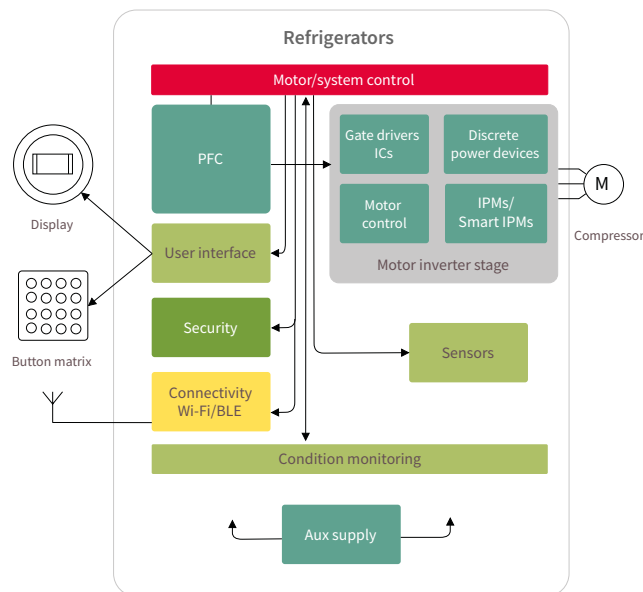 Refrigerators
Motor/system control
PFC
Gate drivers
ICs
Discrete
power devices
Motor
control
IPMs/
Smart IPMs
Motor inverter stage
M
Compressor
Display
User interface
Button matrix
Security
Sensors
Connectivity
Wi-Fi/BLE
Condition monitoring
Aux supply